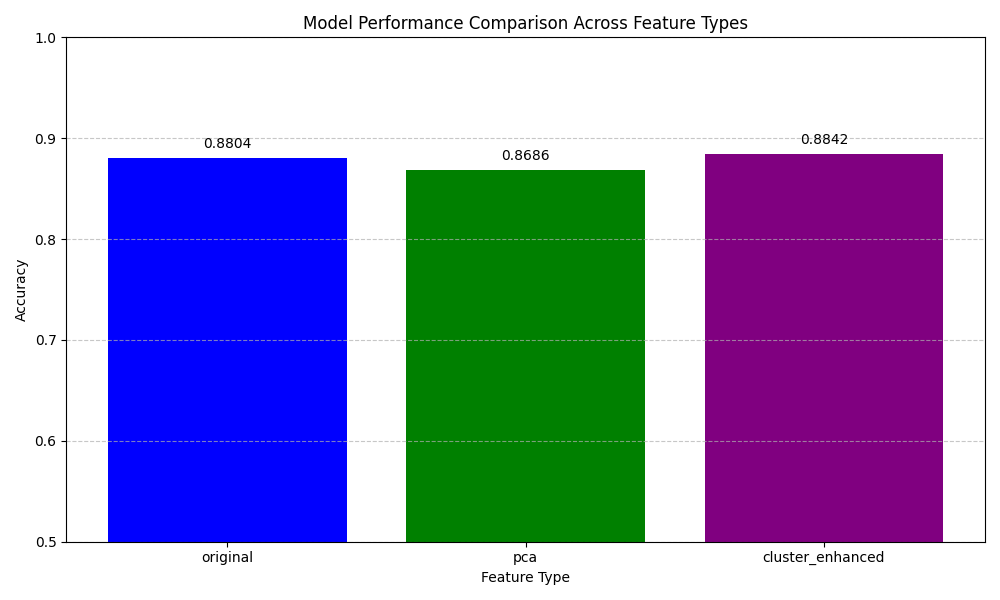 Model Performance Comparison Across Feature Types
1.0
0.9
0.8
0.7
0.6
0.5
Accuracy
0.8804
0.8686
0.8842
original
pca
cluster_enhanced
Feature Type